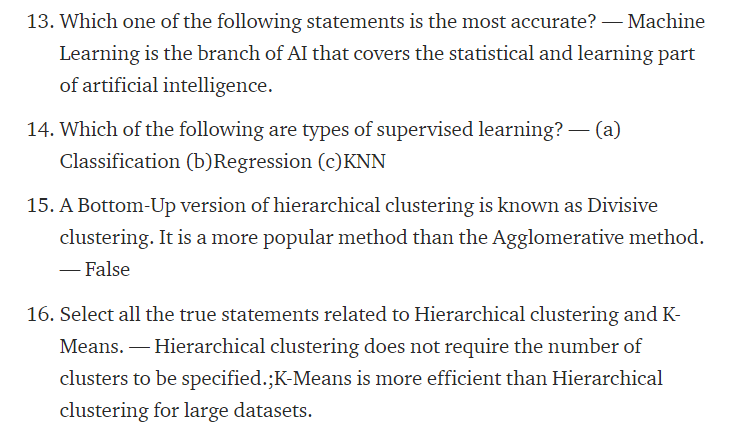 13. Which one of the following statements is the most accurate? — Machine
Learning is the branch of AI that covers the statistical and learning part
of artificial intelligence.
14. Which of the following are types of supervised learning? — (a)
Classification (b)Regression (c)KNN
15. A Bottom-Up version of hierarchical clustering is known as Divisive
clustering. It is a more popular method than the Agglomerative method.
— False
16. Select all the true statements related to Hierarchical clustering and K-
Means. — Hierarchical clustering does not require the number of
clusters to be specified.;K-Means is more efficient than Hierarchical
clustering for large datasets.